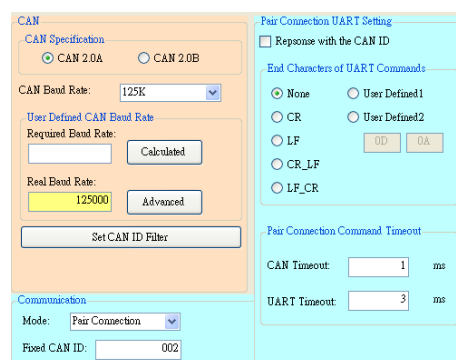 CAN
CAN Specification
CAN 2.0A
CAN 2.0B
CAN Baud Rate:
125K
User Defined CAN Baud Rate
Required Baud Rate:
Calculated
Real Baud Rate:
125000
Advanced
Set CAN ID Filter
Communication
Mode:
Pair Connection
Fixed CAN ID:
002
Pair Connection UART Setting
Repsonse with the CAN ID
End Characters of UART Commands
None
User Defined1
CR
User Defined2
LF
0D
0A
CR_LF
LF_CR
Pair Connection Command Timeout
CAN Timeout:
1
ms
UART Timeout:
3
ms